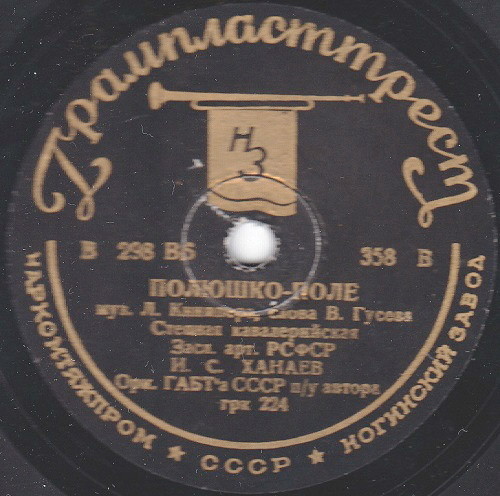 Грампласттрест
НЗ
В 298 ВБ 358 В
ПОЛЮШКО-ПОЛЕ
муз. Л. Книппера слова В. Гусева
Степная кавалерийская
Засл. арт. РСФСР
И. С. ХАНАЕВ
Орк. ГАБТ'а СССР п/у автора
грк 224
НАРКОМТЯЖПРОМ ★ СССР ★ НОГИНСКИЙ ЗАВОД